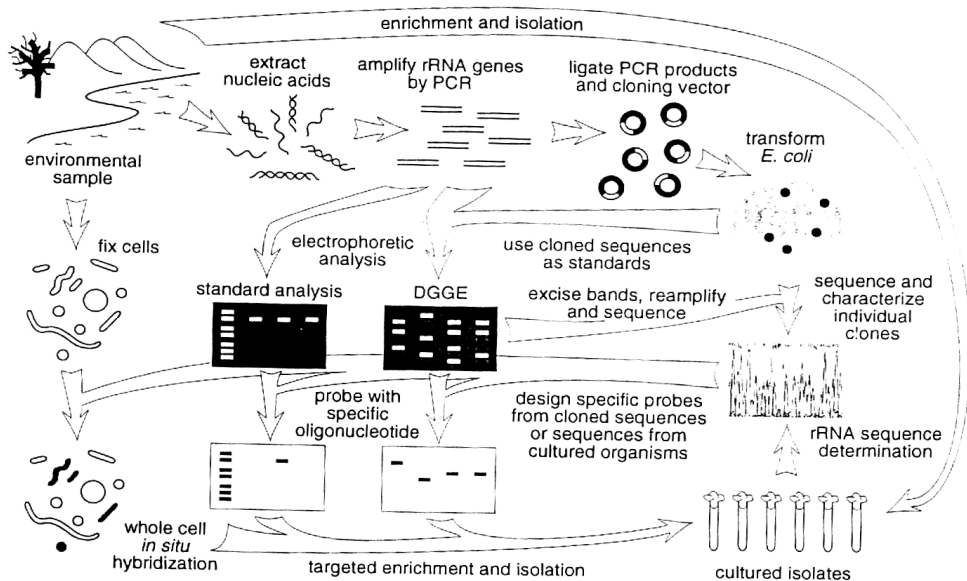 enrichment and isolation
extract
nucleic acids
amplify rRNA genes
by PCR
ligate PCR products
and cloning vector
transform
E. coli
environmental
sample
fix cells
electrophoretic
analysis
use cloned sequences
as standards
standard analysis
DGGE
excise bands, reamplify
and sequence
sequence and
characterize
individual
c!ones
probe with
specific
oligonucleotide
design specific probes
from cloned sequences
or sequences from
cultured organisms
rRNA sequence
determination
whole cell
in situ
hybridization
targeted enrichment and isolation
cultured isolates